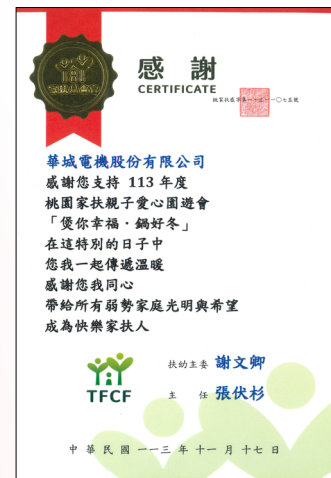 感謝
CERTIFICATE
華城電機股份有限公司
感謝您支持 113 年度
桃園家扶親子愛心園遊會
「煲你幸福・鍋好冬」
在這特別的日子中
您我一起傳遞溫暖
感謝您我同心
帶給所有弱勢家庭光明與希望
成為快樂家扶人
TFCF
扶幼主委 謝文卿
主任 張伏杉
中華民國一一三年十一月十七日